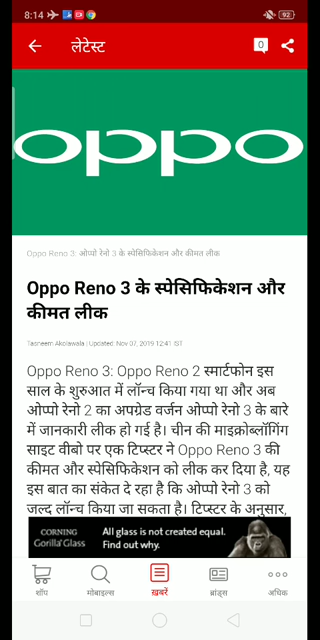 8:14
92
लेटेस्ट
0
oppo
Oppo Reno 3: ओप्पो रेनो 3 के स्पेसिफिकेशन और कीमत लीक
Oppo Reno 3 के स्पेसिफिकेशन और
कीमत लीक
Tasneem Akolawala | Updated: Nov 07, 2019 12:41 IST
Oppo Reno 3: Oppo Reno 2 स्मार्टफोन इस
साल के शुरुआत में लॉन्च किया गया था और अब
ओप्पो रेनो 2 का अपग्रेड वर्जन ओप्पो रेनो 3 के बारे
में जानकारी लीक हो गई है। चीन की माइक्रोब्लॉगिंग
साइट वीबो पर एक टिप्स्टर ने Oppo Reno 3 की
कीमत और स्पेसिफिकेशन को लीक कर दिया है, यह
इस बात का संकेत दे रहा है कि ओप्पो रेनो 3 को
जल्द लॉन्च किया जा सकता है। टिप्स्टर के अनुसार,
CORNING
Gorilla Glass
All glass is not created equal.
Find out why.
शॉप
मोबाइल्स
ख़बरें
ब्रांड्स
अधिक